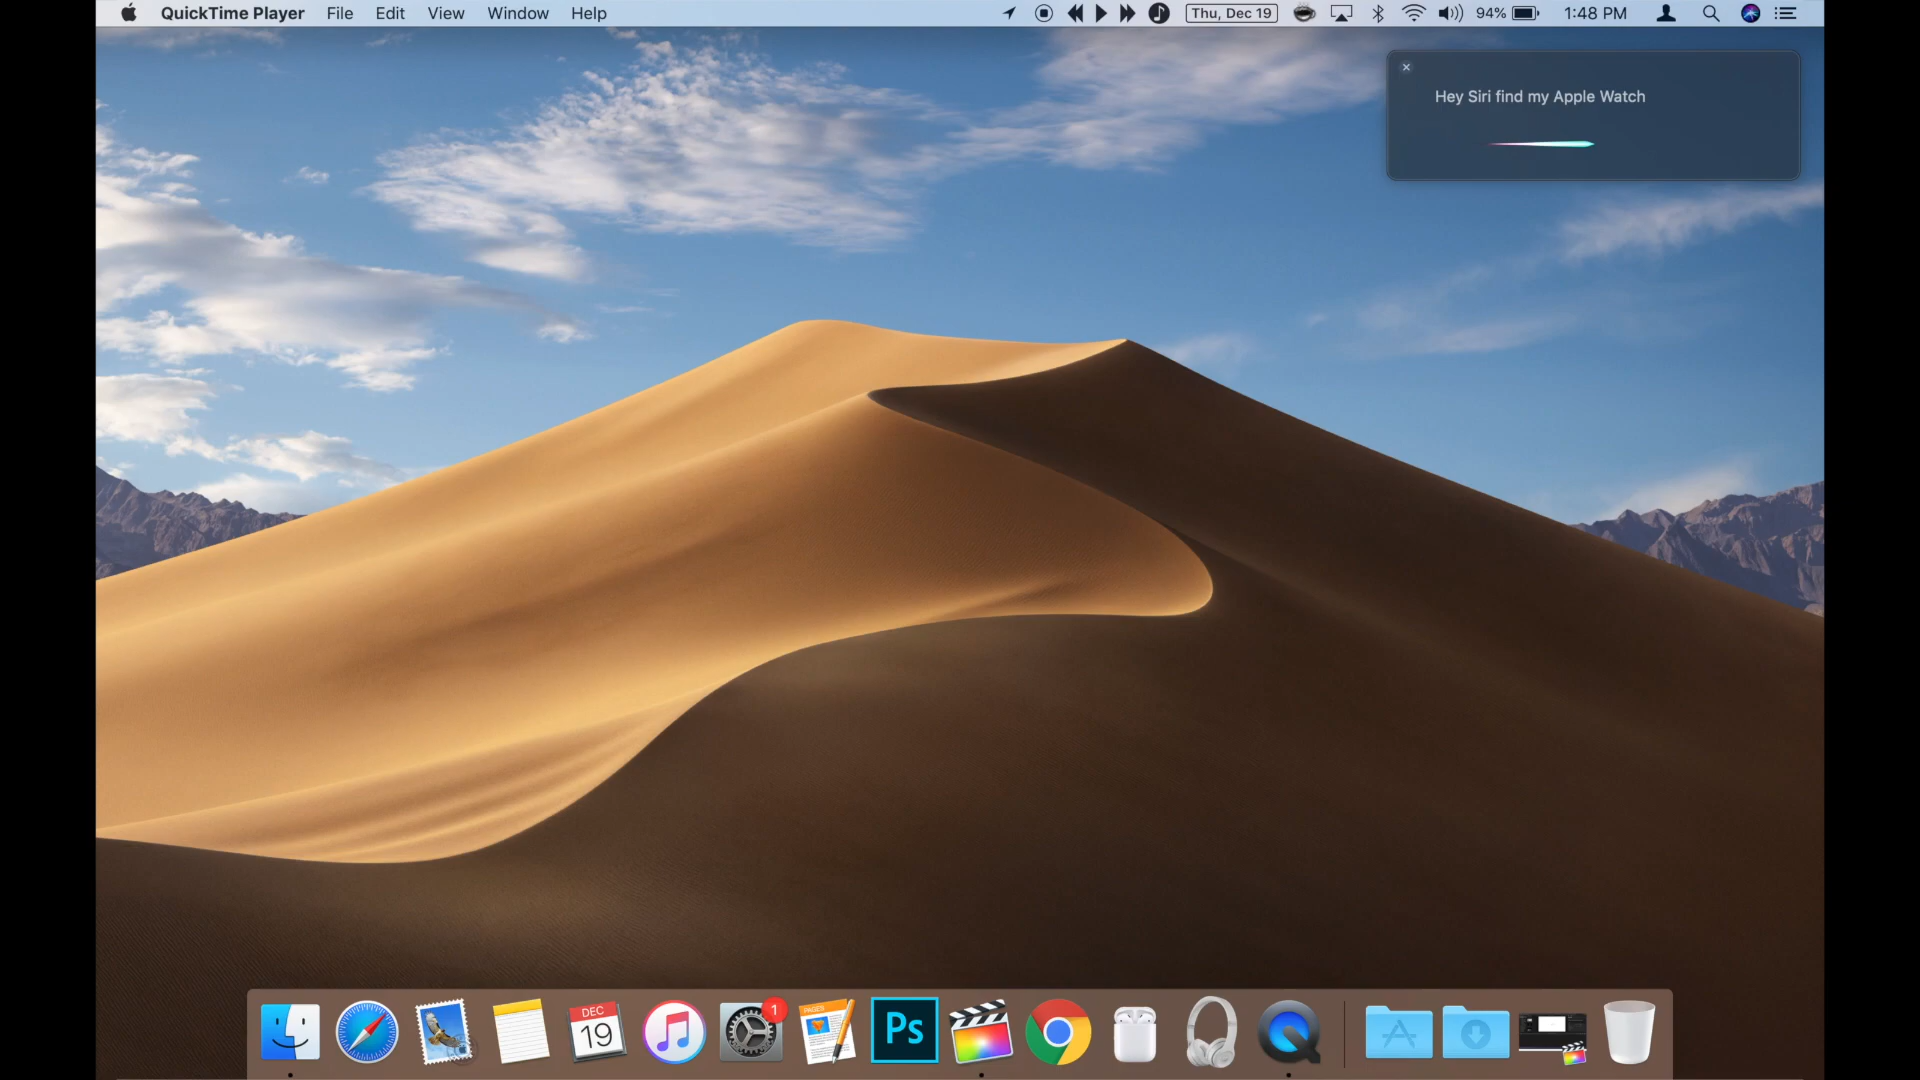 QuickTime Player File Edit View Window Help Thu, Dec 19 94% 1:48 PM
Hey Siri find my Apple Watch
DEC
19
1
PAGES
Ps